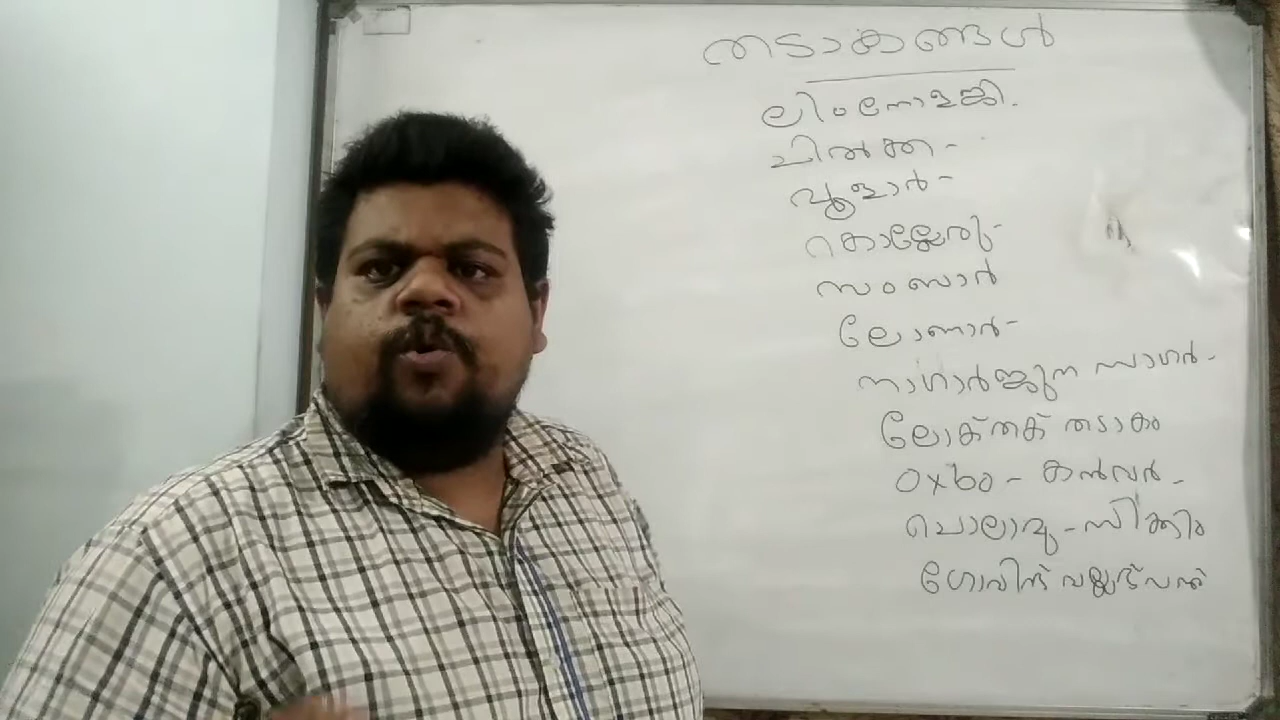 തടാകങ്ങൾ
ലിംനോളജി.
ചിൽക്ക -
വൂളാർ -
കൊല്ലേരു -
സംബാർ
ലോണാർ -
നാഗാർജ്ജുന സാഗർ -
ലോക്തക് തടാകം
oxbo - കൻവർ -
ചൊലാമു - സിക്കിം
ഗോവിന്ദ് വല്ലഭ് പന്ത്